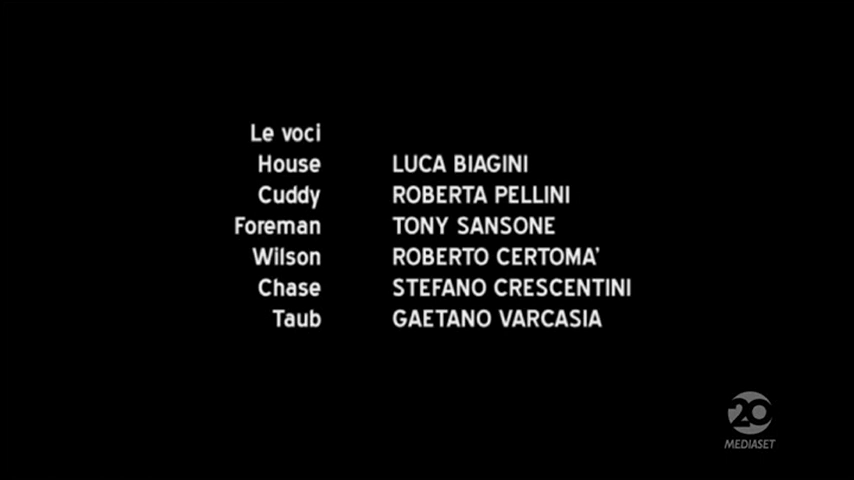 Le voci
House LUCA BIAGINI
Cuddy ROBERTA PELLINI
Foreman TONY SANSONE
Wilson ROBERTO CERTOMA'
Chase STEFANO CRESCENTINI
Taub GAETANO VARCASIA
20
MEDIASET